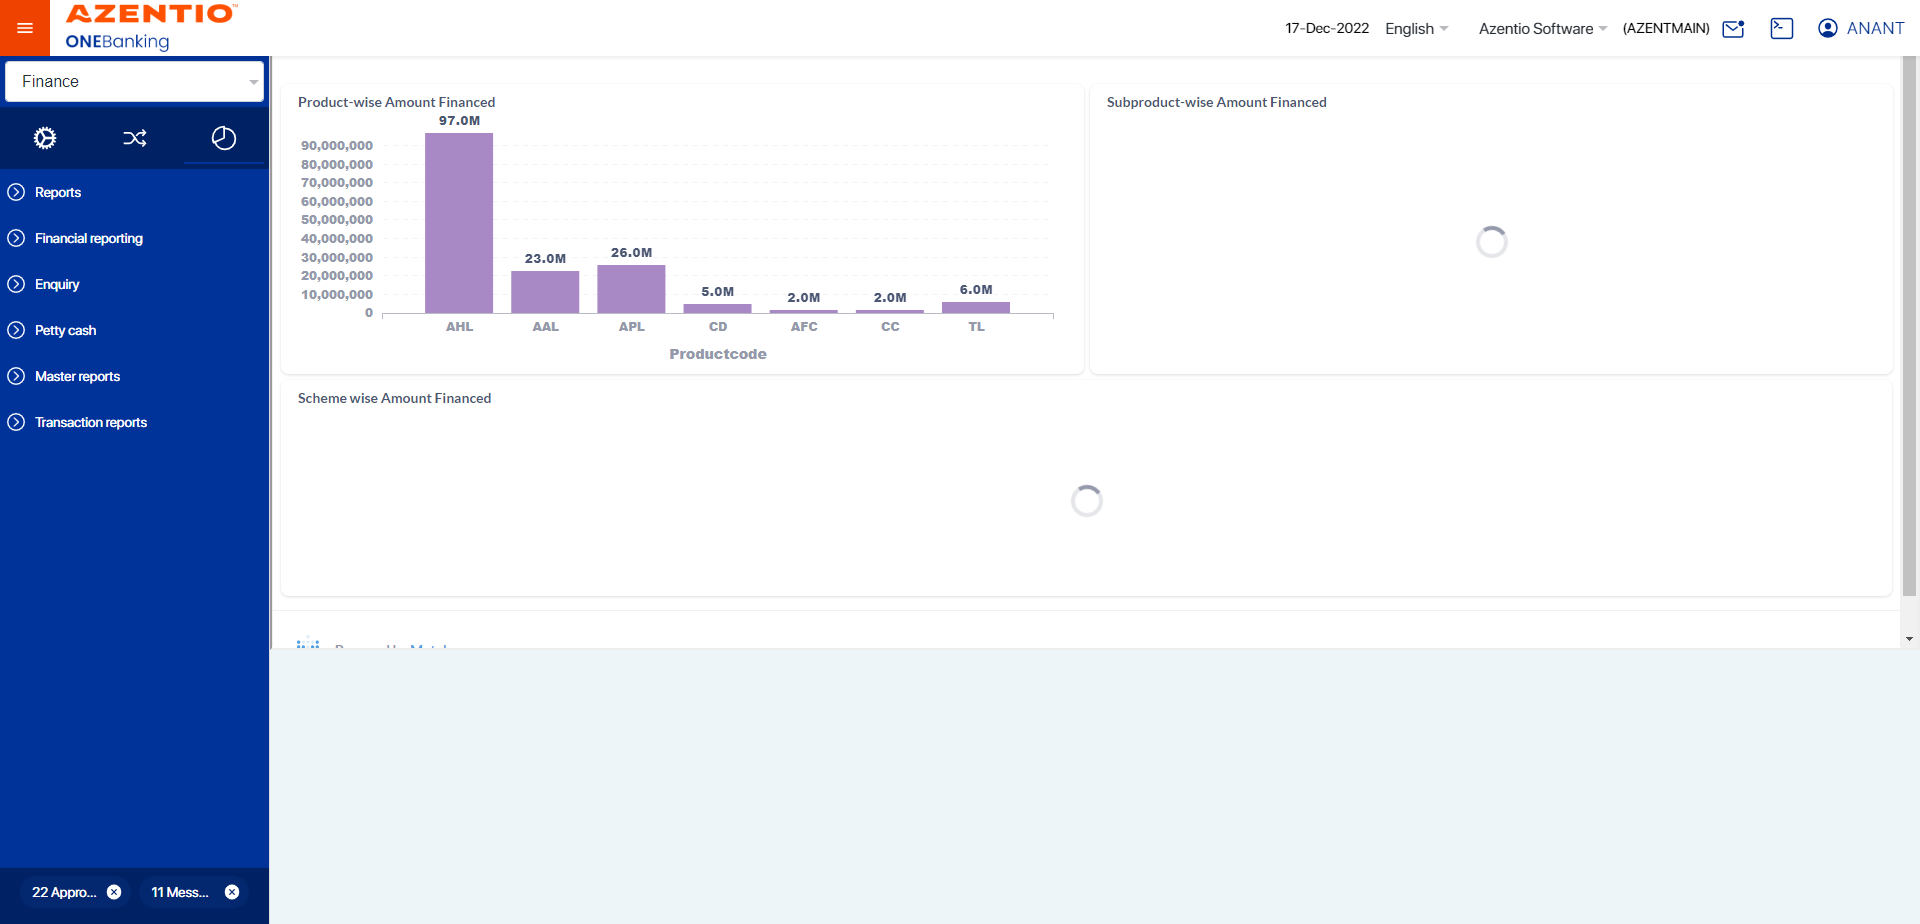 AZENTIO™
ONEBanking
17-Dec-2022 English Azentio Software (AZENTMAIN) ANANT
Finance
Reports
Financial reporting
Enquiry
Petty cash
Master reports
Transaction reports
22 Appro... 11 Mess...
Product-wise Amount Financed
97.0M
90,000,000
80,000,000
70,000,000
60,000,000
50,000,000
40,000,000
30,000,000
20,000,000
10,000,000
0
23.0M
26.0M
5.0M
2.0M
2.0M
6.0M
AHL AAL APL CD AFC CC TL
Productcode
Subproduct-wise Amount Financed
Scheme wise Amount Financed